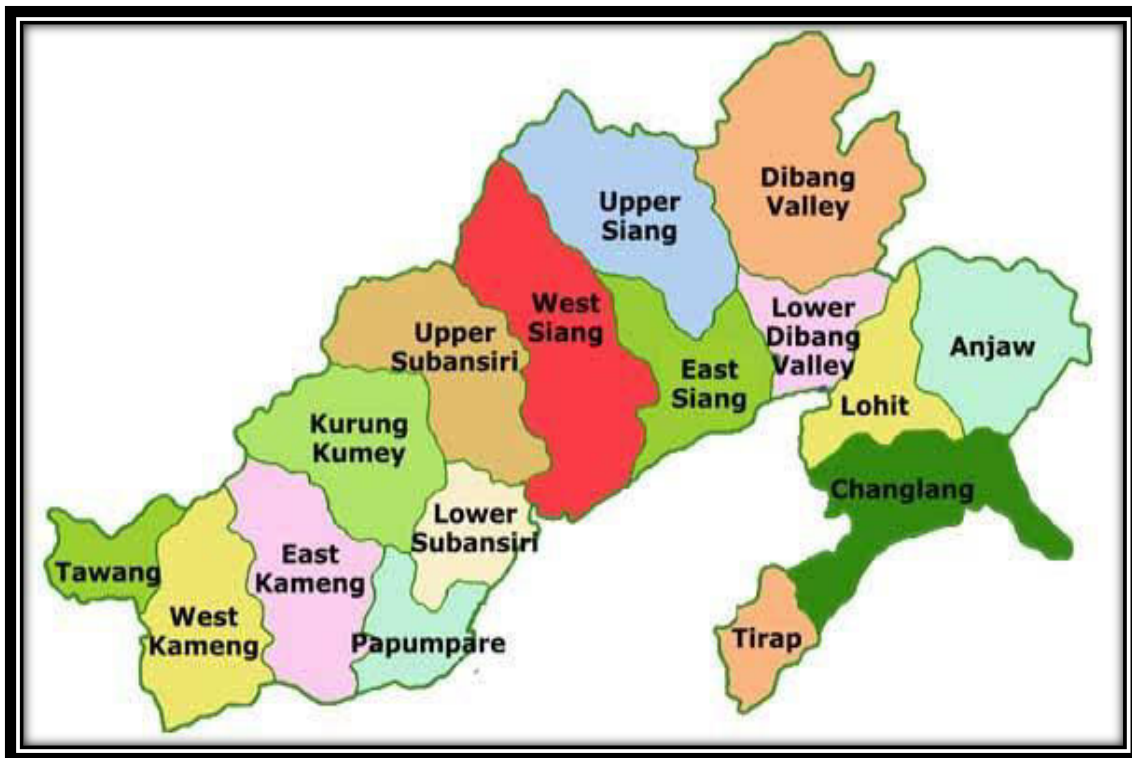 Dibang
Valley
Upper
Siang
West
Siang
Lower
Dibang
Valley
Upper
Subansiri
Anjaw
East
Siang
Lohit
Kurung
Kumey
Changlang
Lower
Subansiri
East
Kameng
Tawang
West
Kameng
Papumpare
Tirap